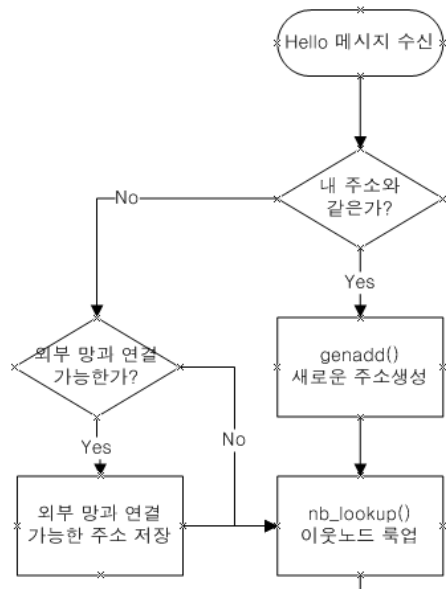 Hello 메시지 수신
내 주소와
같은가?
No
Yes
외부 망과 연결
가능한가?
genadd()
새로운 주소생성
No
Yes
외부 망과 연결
가능한 주소 저장
nb_lookup()
이웃노드 룩업